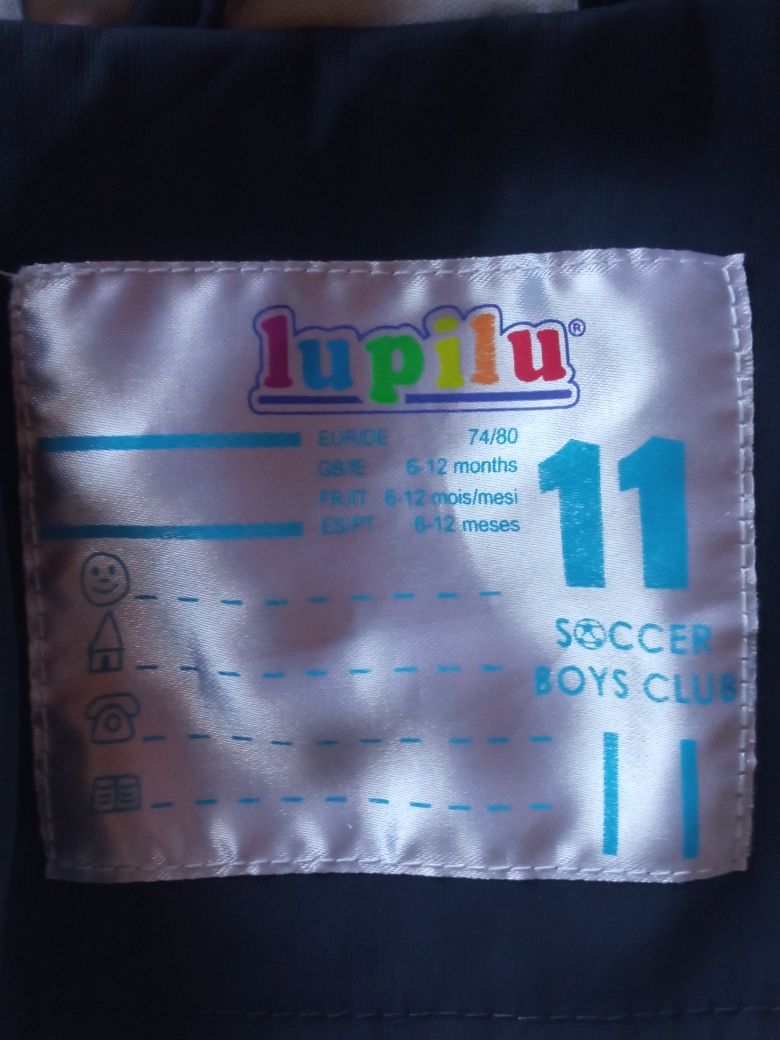 lupilu®
EUR/DE 74/80
GB/IE 6-12 months
FR/IT 6-12 mois/mesi
ES/PT 6-12 meses
11
SOCCER
BOYS CLUB